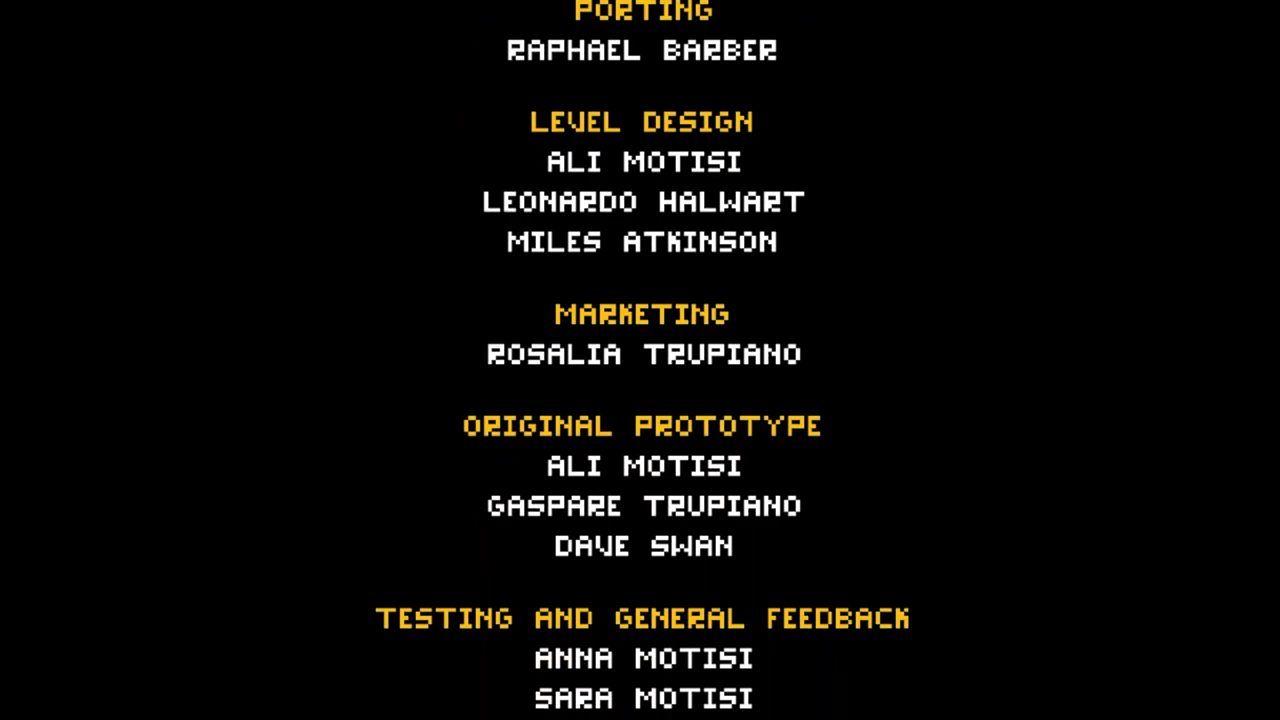 PORTING
RAPHAEL BARBER
LEVEL DESIGN
ALI MOTISI
LEONARDO HALWART
MILES ATKINSON
MARKETING
ROSALIA TRUPIANO
ORIGINAL PROTOTYPE
ALI MOTISI
GASPARE TRUPIANO
DAVE SWAN
TESTING AND GENERAL FEEDBACK
ANNA MOTISI
SARA MOTISI